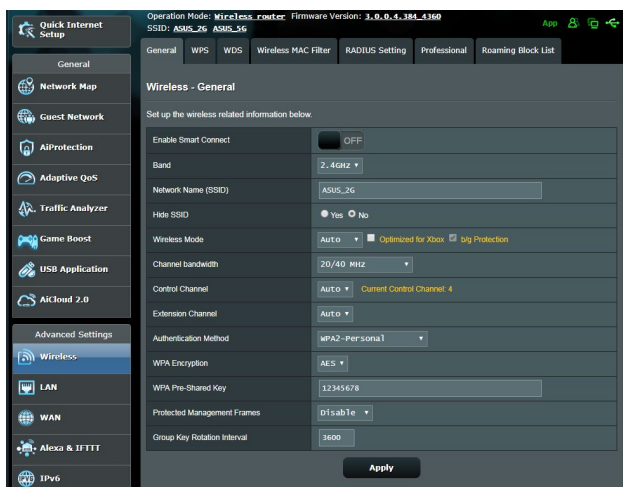 Quick Internet
Setup
Operation Mode: Wireless router Firmware Version: 3.0.0.4.384_4360
SSID: ASUS_2G ASUS_5G
App
General WPS WDS Wireless MAC Filter RADIUS Setting Professional Roaming Block List
General
Network Map
Guest Network
AiProtection
Adaptive QoS
Traffic Analyzer
Game Boost
USB Application
AiCloud 2.0
Advanced Settings
Wireless
LAN
WAN
Alexa & IFTTT
IPv6
Wireless - General
Set up the wireless related information below.
Enable Smart Connect OFF
Band 2.4GHz
Network Name (SSID) ASUS_2G
Hide SSID Yes No
Wireless Mode Auto Optimized for Xbox b/g Protection
Channel bandwidth 20/40 MHz
Control Channel Auto Current Control Channel: 4
Extension Channel Auto
Authentication Method WPA2-Personal
WPA Encryption AES
WPA Pre-Shared Key 12345678
Protected Management Frames Disable
Group Key Rotation Interval 3600
Apply